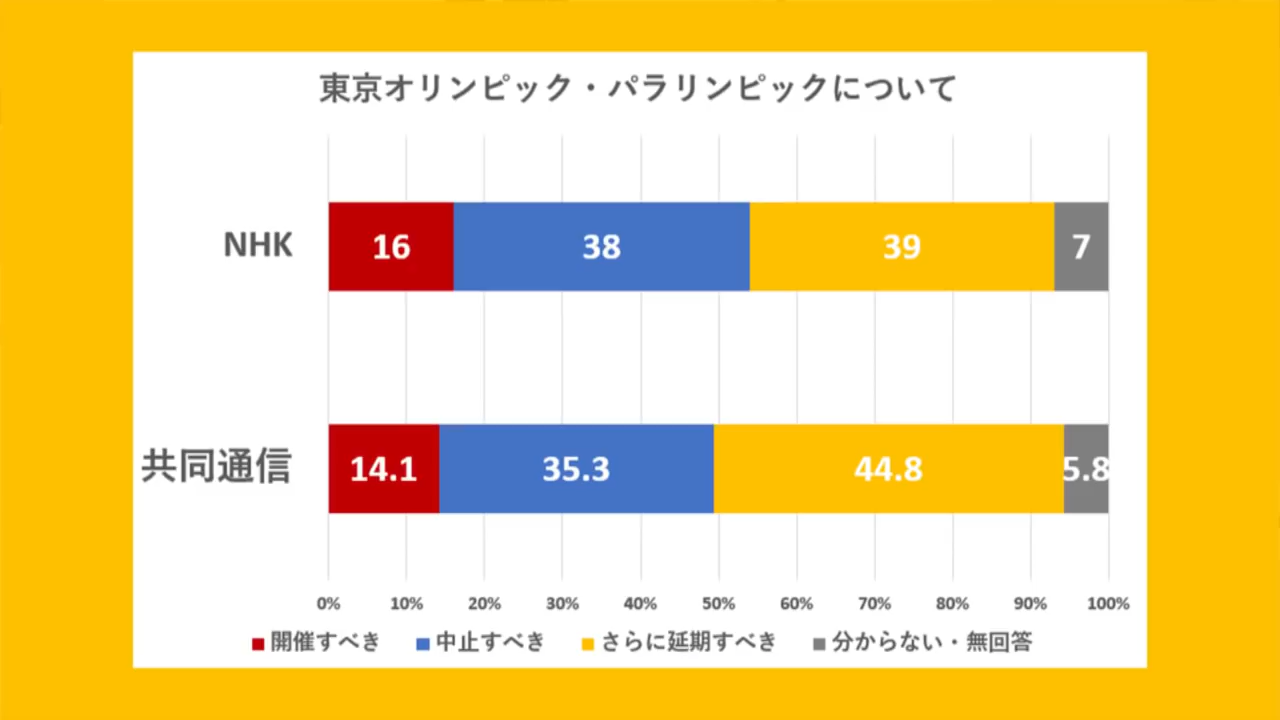 東京オリンピック・パラリンピックについて
NHK 16 38 39 7
共同通信 14.1 35.3 44.8 5.8
0% 10% 20% 30% 40% 50% 60% 70% 80% 90% 100%
開催すべき 中止すべき さらに延期すべき 分からない・無回答